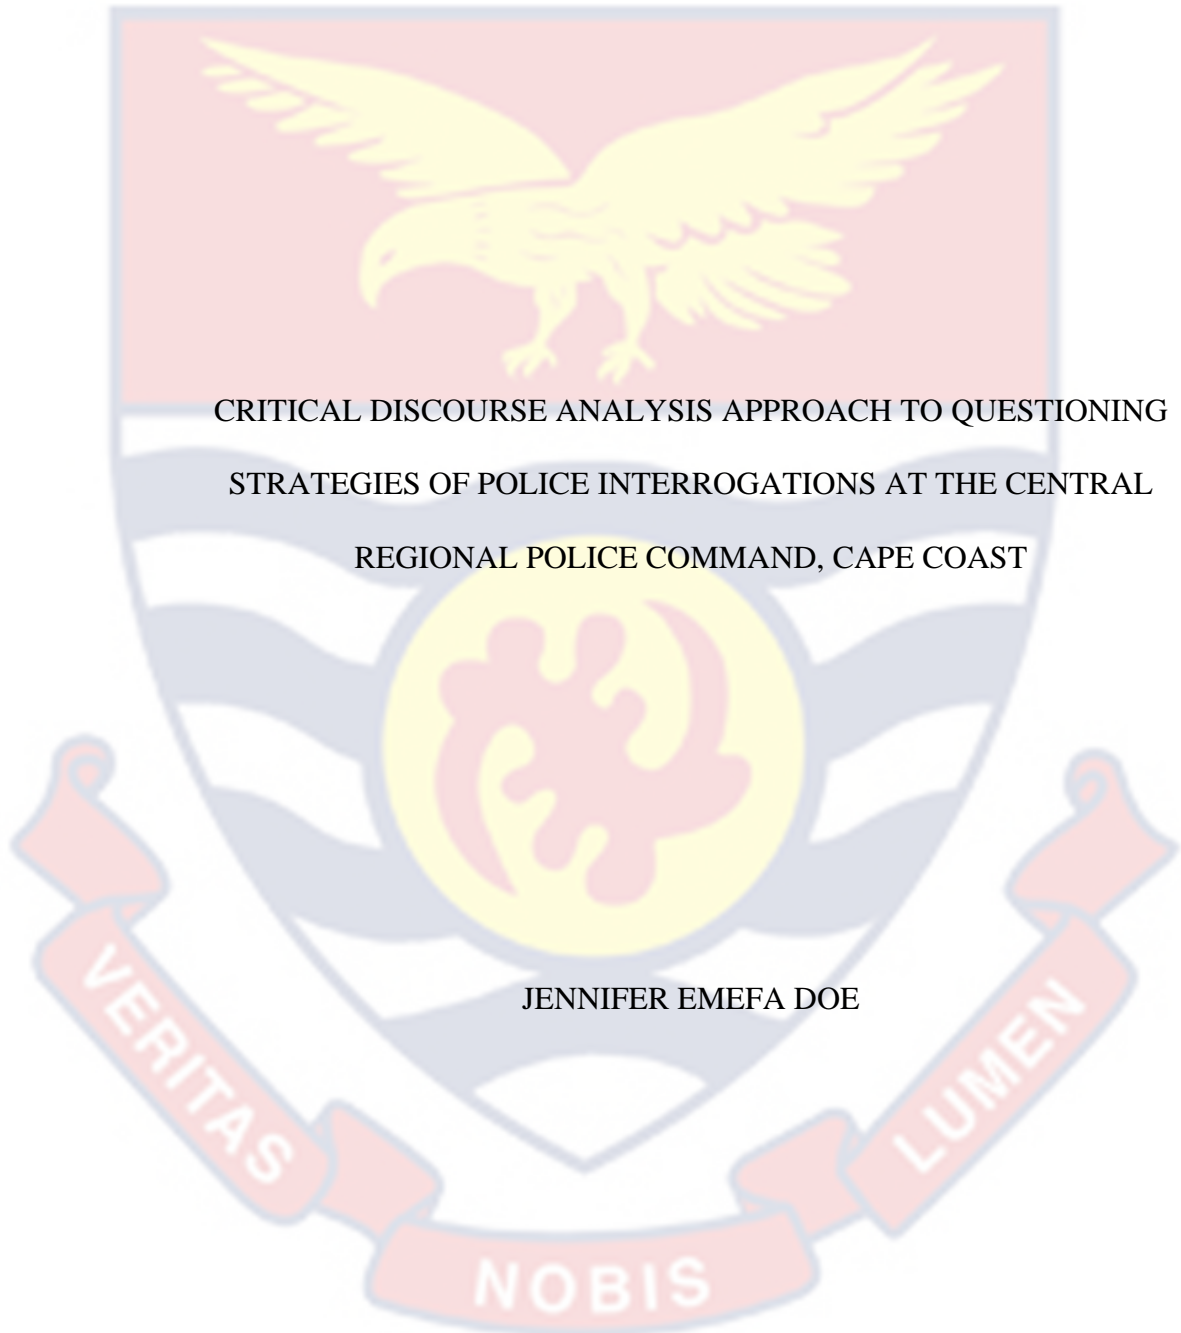 CRITICAL DISCOURSE ANALYSIS APPROACH TO QUESTIONING
STRATEGIES OF POLICE INTERROGATIONS AT THE CENTRAL
REGIONAL POLICE COMMAND, CAPE COAST
JENNIFER EMEFA DOE
VERITAS
NOBIS
LUMEN